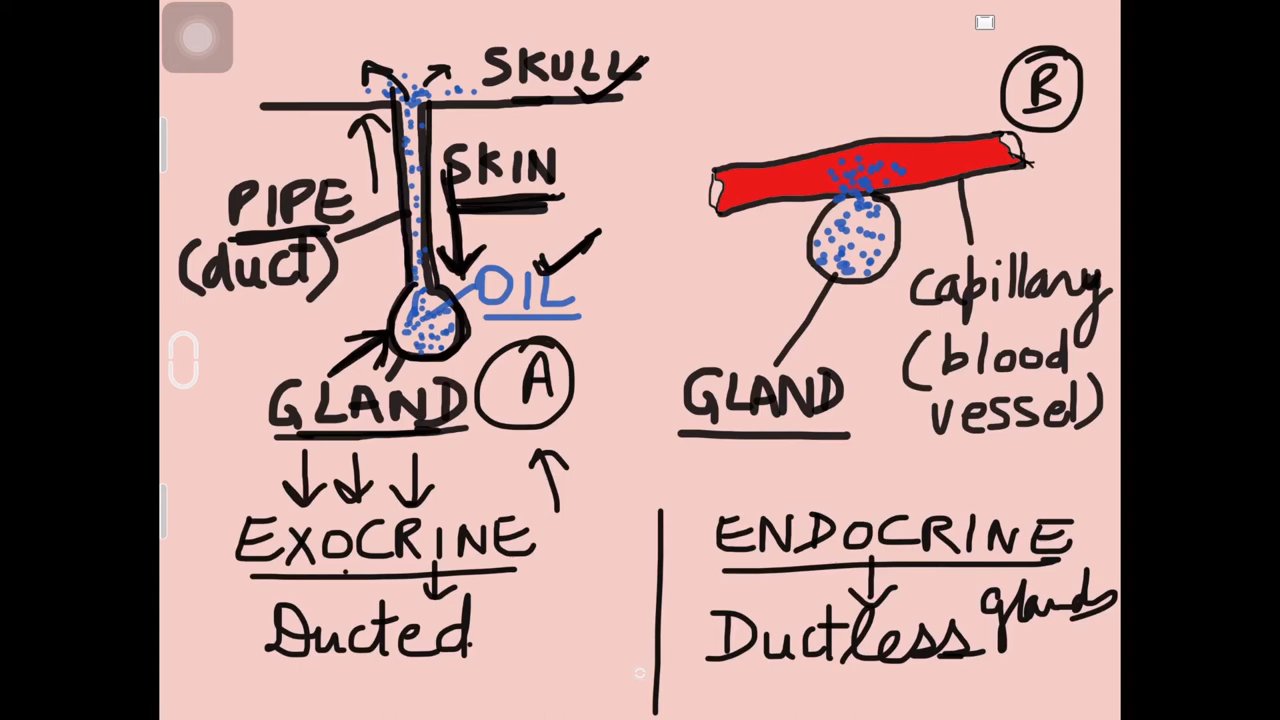 SKULL
SKIN
PIPE
(duct)
OIL
GLAND
A
EXOCRINE
Ducted
B
capillary
(blood
vessel)
GLAND
ENDOCRINE
Ductless glands